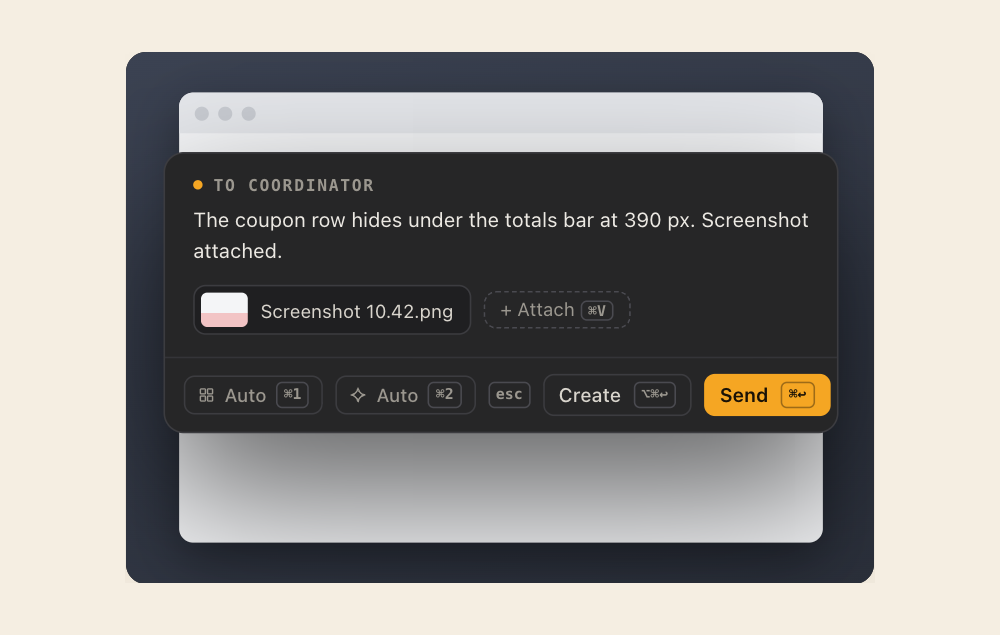 TO COORDINATOR
The coupon row hides under the totals bar at 390 px. Screenshot
attached.
Screenshot 10.42.png
+ Attach ⌘V
Auto ⌘1
Auto ⌘2
esc
Create ⌥⌘↩
Send ⌘↩